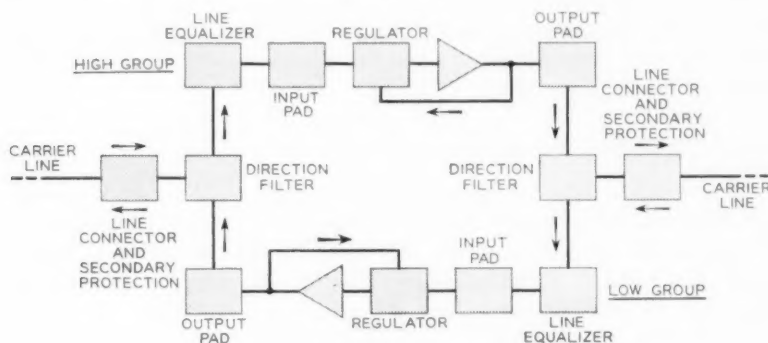 LINE
EQUALIZER
REGULATOR
OUTPUT
PAD
HIGH GROUP
INPUT
PAD
LINE
CONNECTOR
AND
SECONDARY
PROTECTION
CARRIER
LINE
DIRECTION
FILTER
DIRECTION
FILTER
CARRIER
LINE
LINE
CONNECTOR
AND
SECONDARY
PROTECTION
INPUT
PAD
LOW GROUP
OUTPUT
PAD
REGULATOR
LINE
EQUALIZER